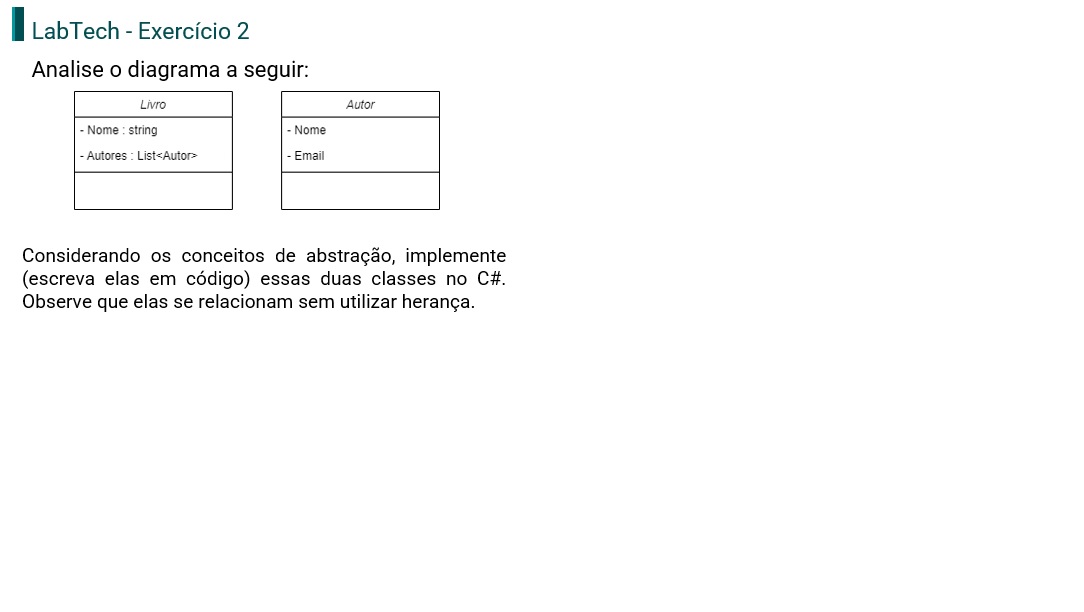 LabTech - Exercício 2
Analise o diagrama a seguir:
Livro
- Nome : string
- Autores : List<Autor>
Autor
- Nome
- Email
Considerando os conceitos de abstração, implemente
(escreva elas em código) essas duas classes no C#.
Observe que elas se relacionam sem utilizar herança.